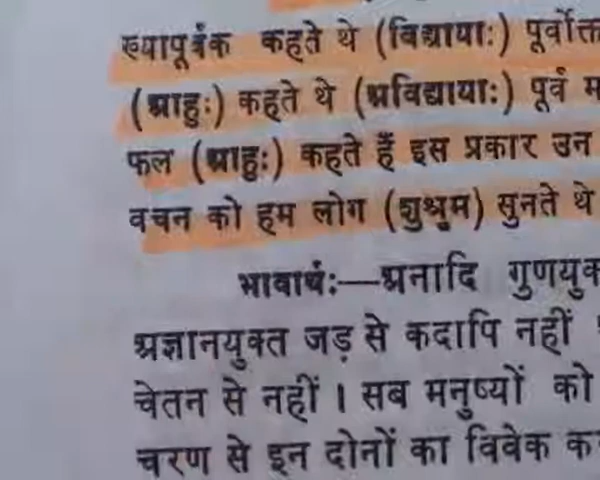 ख्यापूर्वक कहते थे (विद्यायाः) पूर्वोक्त
(आहुः) कहते थे (अविद्यायाः) पूर्व म
फल (आहुः) कहते हैं इस प्रकार उन
वचन को हम लोग (शुश्रुम) सुनते थे
भावार्थः—अनादि गुणयुक्
अज्ञानयुक्त जड़ से कदापि नहीं
चेतन से नहीं । सब मनुष्यों को
चरण से इन दोनों का विवेक क